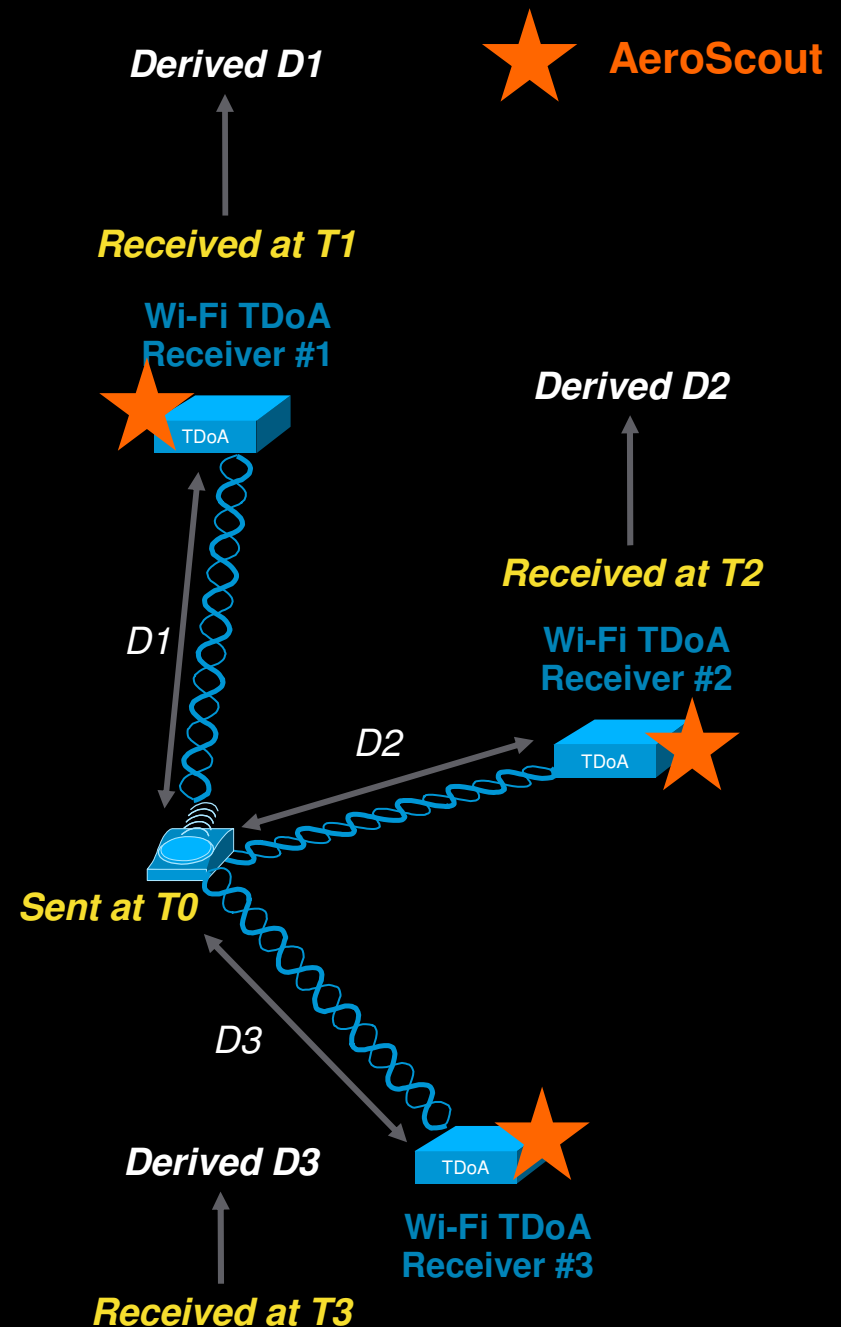 Derived D1
AeroScout
Received at T1
Wi-Fi TDoA
Receiver #1
TDoA
Derived D2
Received at T2
Wi-Fi TDoA
Receiver #2
TDoA
D1
D2
Sent at T0
D3
TDoA
Wi-Fi TDoA
Receiver #3
Derived D3
Received at T3